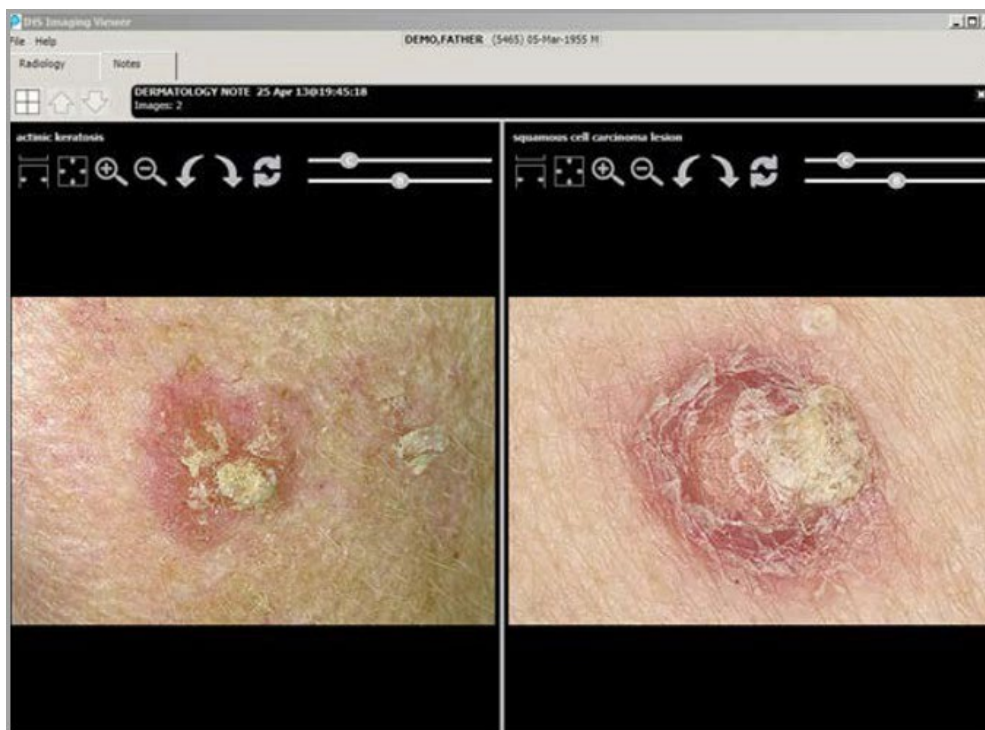 IHS Imaging Viewer
File Help
DEMO,FATHER (5465) 05-Mar-1955 M
Radiology Notes
DERMATOLOGY NOTE 25 Apr 13@19:45:18
Images: 2
actinic keratosis
squamous cell carcinoma lesion
C
B
C
B